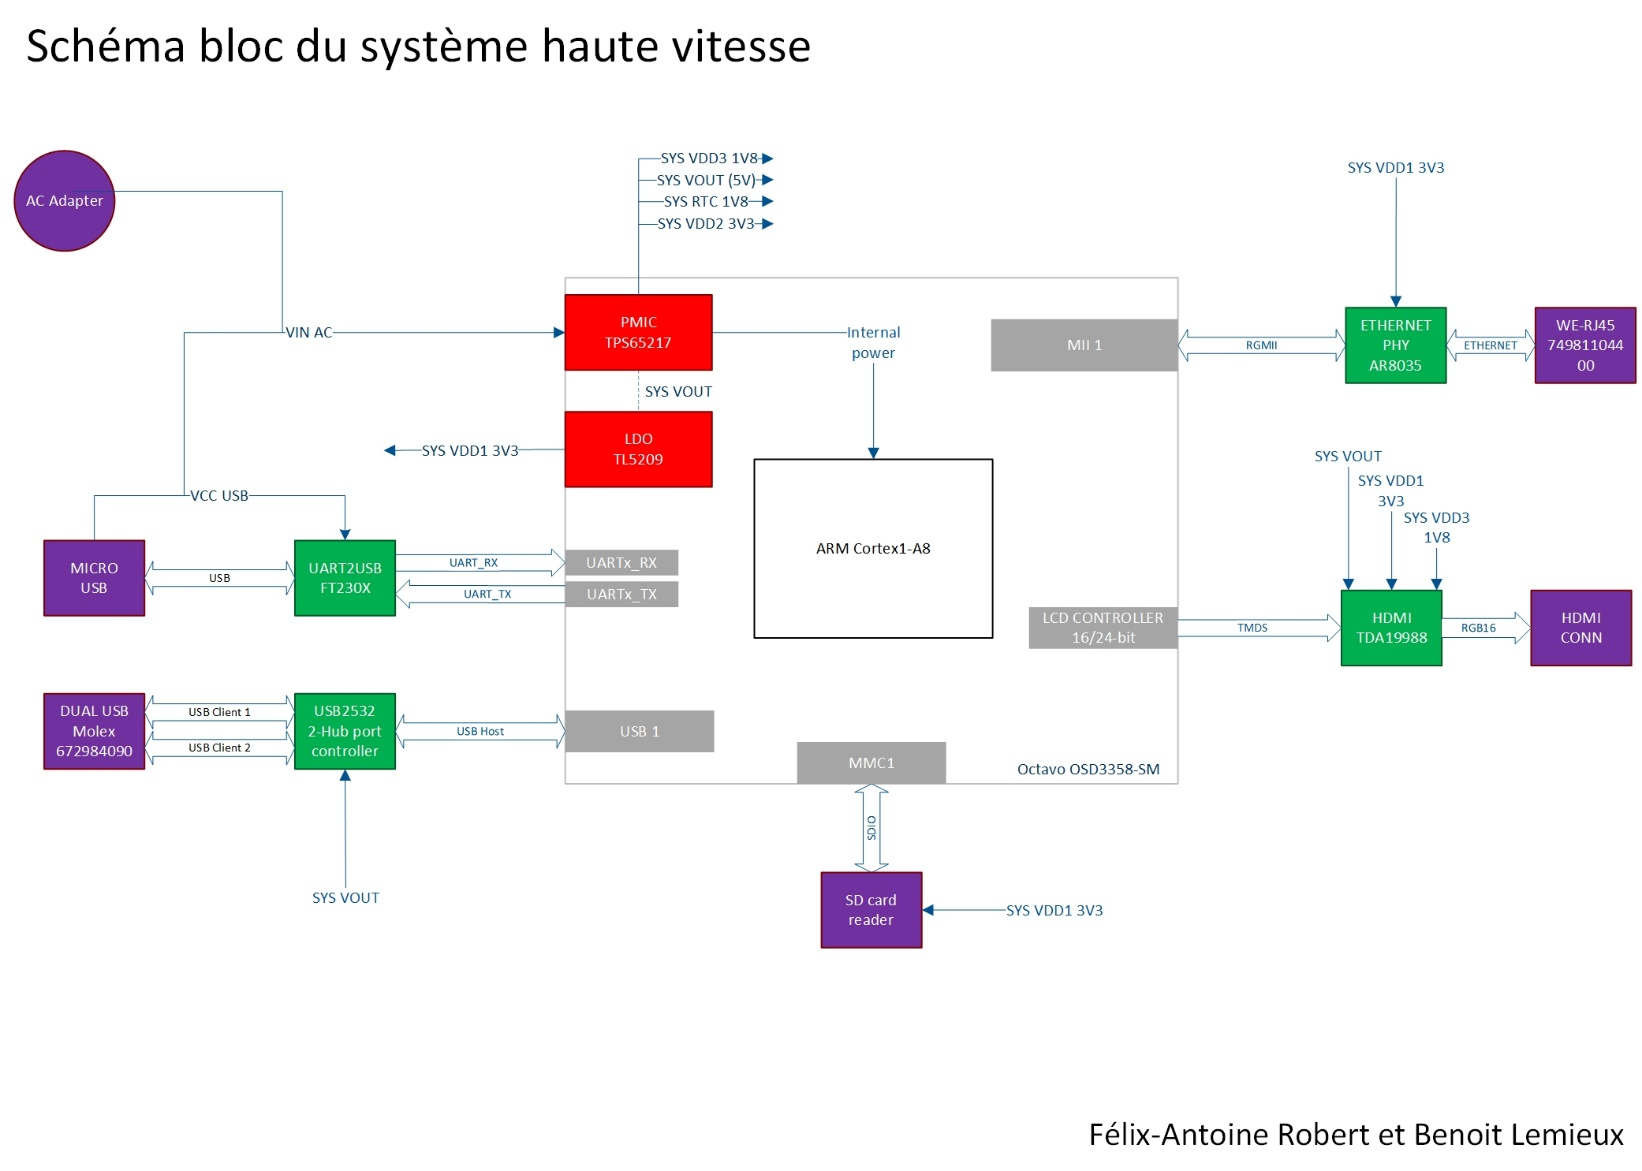 Schéma bloc du système haute vitesse
AC Adapter
SYS VDD3 1V8
SYS VOUT (5V)
SYS RTC 1V8
SYS VDD2 3V3
SYS VDD1 3V3
VIN AC
PMIC
TPS65217
Internal
power
MII 1
RGMII
ETHERNET
PHY
AR8035
ETHERNET
WE-RJ45
749811044
00
SYS VOUT
LDO
TL5209
SYS VDD1 3V3
SYS VOUT
SYS VDD1
3V3
SYS VDD3
1V8
VCC USB
ARM Cortex1-A8
MICRO
USB
USB
UART2USB
FT230X
UART_RX
UART_TX
UARTx_RX
UARTx_TX
LCD CONTROLLER
16/24-bit
TMDS
HDMI
TDA19988
RGB16
HDMI
CONN
DUAL USB
Molex
672984090
USB Client 1
USB Client 2
USB2532
2-Hub port
controller
USB Host
USB 1
MMC1
Octavo OSD3358-SM
SDIO
SYS VOUT
SD card
reader
SYS VDD1 3V3
Félix-Antoine Robert et Benoit Lemieux